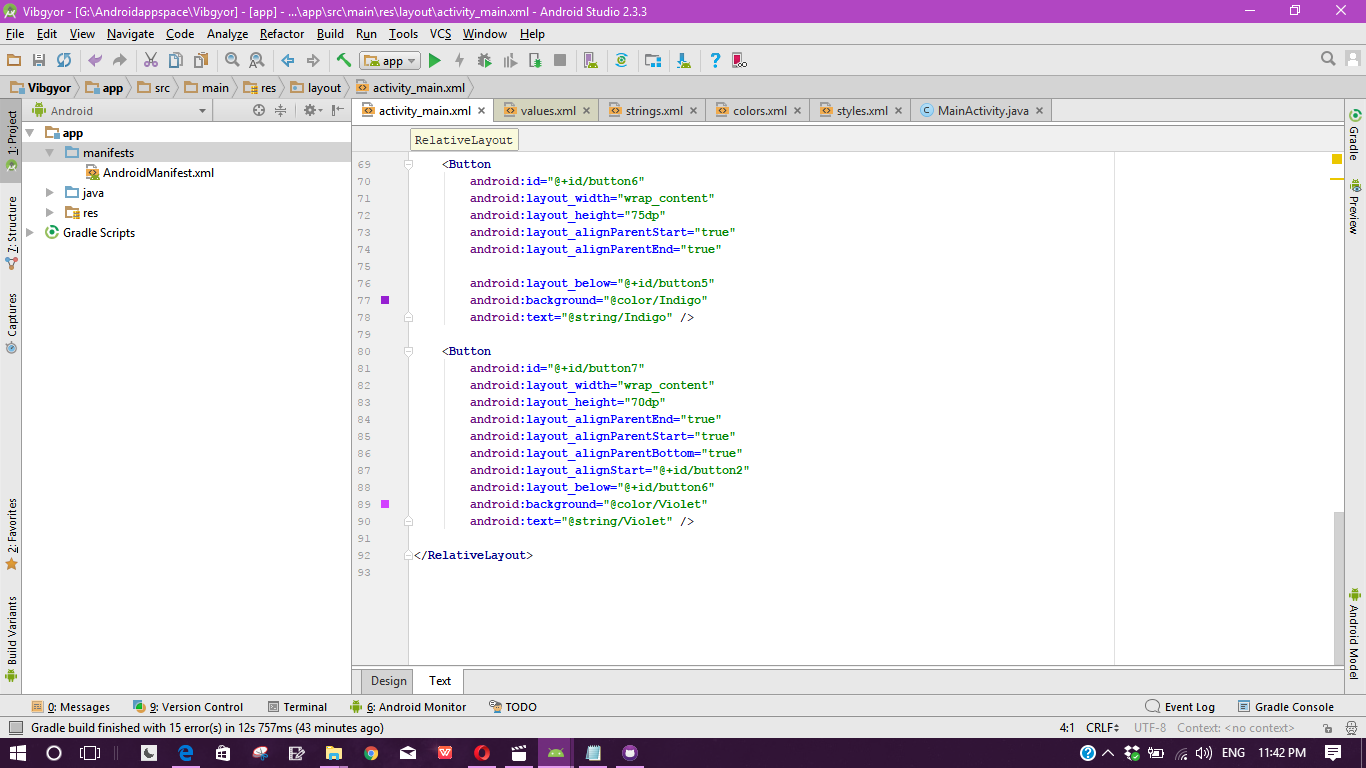 Vibgyor - [G:\Androidappspace\Vibgyor] - [app] - ...\app\src\main\res\layout\activity_main.xml - Android Studio 2.3.3
File Edit View Navigate Code Analyze Refactor Build Run Tools VCS Window Help
app
Vibgyor app src main res layout activity_main.xml
Android
activity_main.xml values.xml strings.xml colors.xml styles.xml MainActivity.java
RelativeLayout
1: Project
7: Structure
Captures
2: Favorites
Build Variants
app
manifests
AndroidManifest.xml
java
res
Gradle Scripts
69 <Button
70 android:id="@+id/button6"
71 android:layout_width="wrap_content"
72 android:layout_height="75dp"
73 android:layout_alignParentStart="true"
74 android:layout_alignParentEnd="true"
75
76 android:layout_below="@+id/button5"
77 android:background="@color/Indigo"
78 android:text="@string/Indigo" />
79
80 <Button
81 android:id="@+id/button7"
82 android:layout_width="wrap_content"
83 android:layout_height="70dp"
84 android:layout_alignParentEnd="true"
85 android:layout_alignParentStart="true"
86 android:layout_alignParentBottom="true"
87 android:layout_alignStart="@+id/button2"
88 android:layout_below="@+id/button6"
89 android:background="@color/Violet"
90 android:text="@string/Violet" />
91
92 </RelativeLayout>
93
Gradle
Preview
Android Model
Design Text
0: Messages 9: Version Control Terminal 6: Android Monitor TODO Event Log Gradle Console
Gradle build finished with 15 error(s) in 12s 757ms (43 minutes ago) 4:1 CRLF UTF-8 Context: <no context>
ENG 11:42 PM